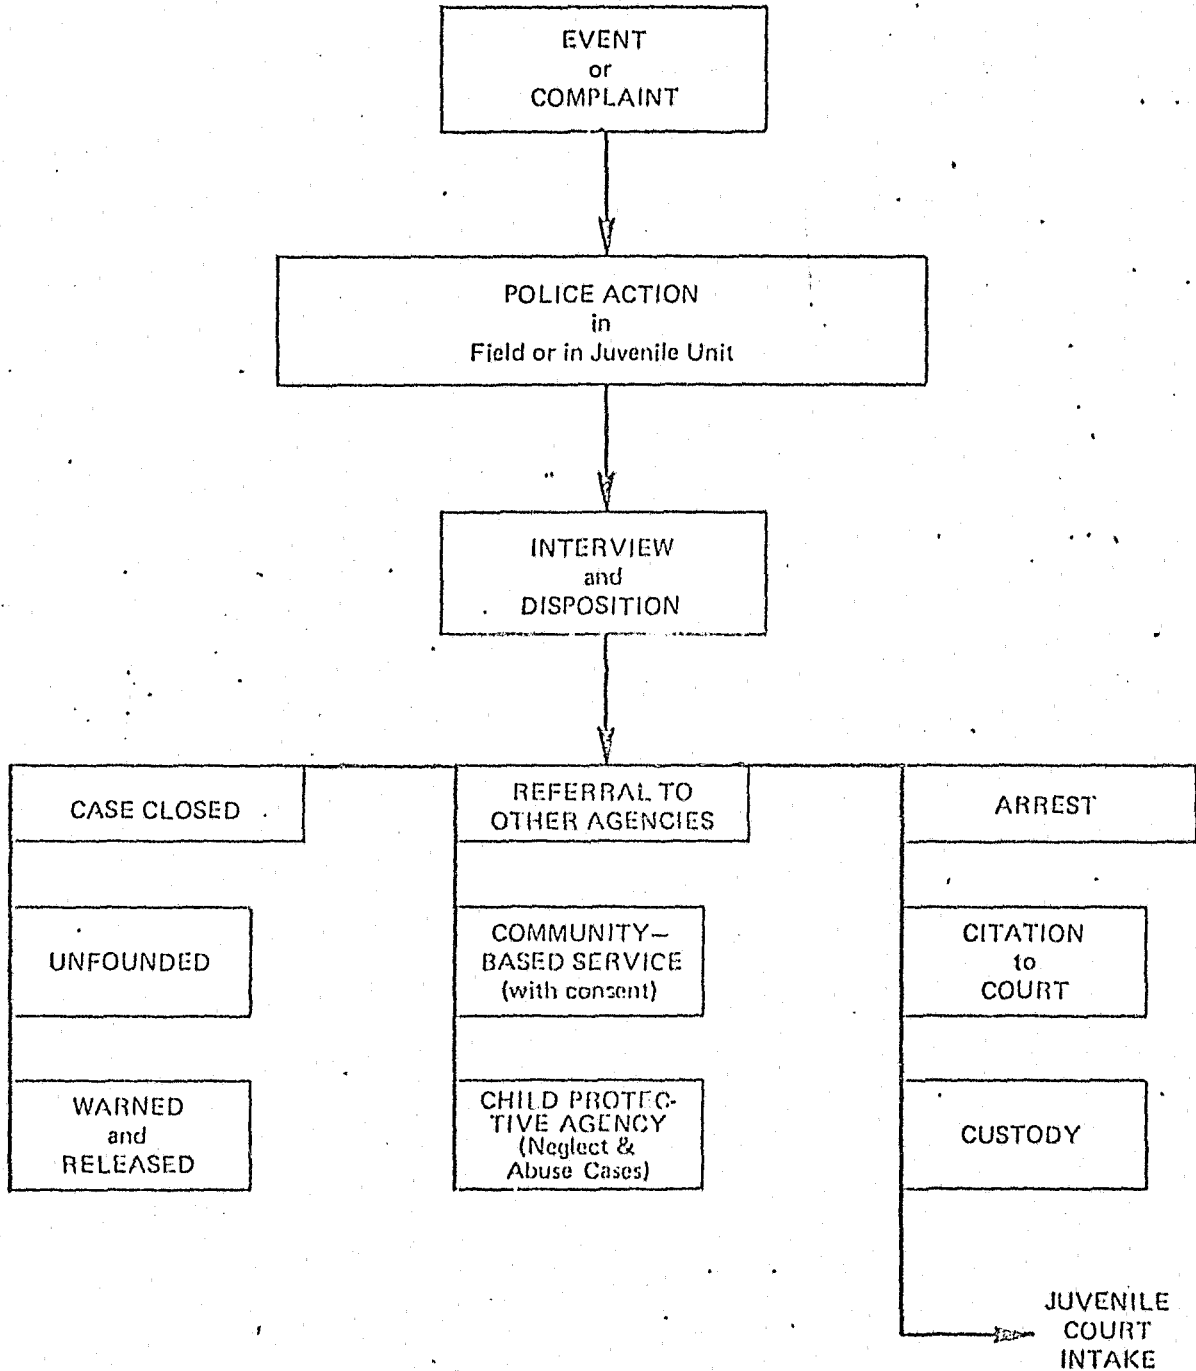 EVENT
or
COMPLAINT
POLICE ACTION
in
Field or in Juvenile Unit
INTERVIEW
and
DISPOSITION
CASE CLOSED
REFERRAL TO
OTHER AGENCIES
ARREST
UNFOUNDED
COMMUNITY—
BASED SERVICE
(with consent)
CITATION
to
COURT
WARNED
and
RELEASED
CHILD PROTEC-
TIVE AGENCY
(Neglect &
Abuse Cases)
CUSTODY
JUVENILE
COURT
INTAKE